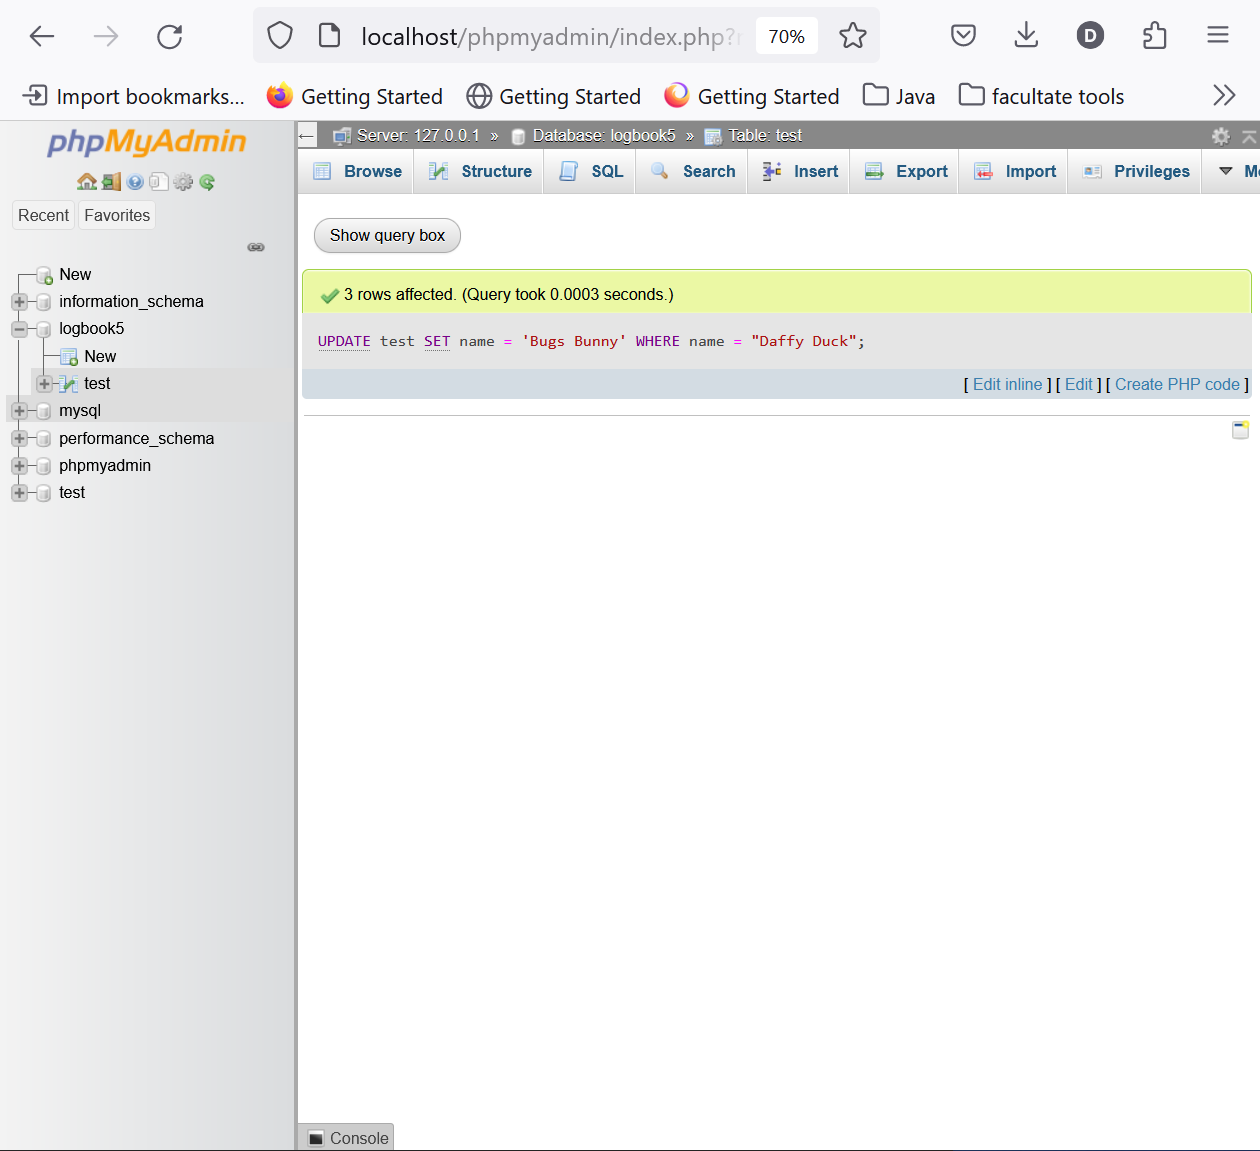 localhost/phpmyadmin/index.php? 70%
D
Import bookmarks... Getting Started Getting Started Getting Started Java facultate tools
phpMyAdmin
Recent Favorites
New
information_schema
logbook5
New
test
mysql
performance_schema
phpmyadmin
test
Server: 127.0.0.1 » Database: logbook5 » Table: test
Browse Structure SQL Search Insert Export Import Privileges
Show query box
3 rows affected. (Query took 0.0003 seconds.)
UPDATE test SET name = 'Bugs Bunny' WHERE name = "Daffy Duck";
[ Edit inline ] [ Edit ] [ Create PHP code ]
Console